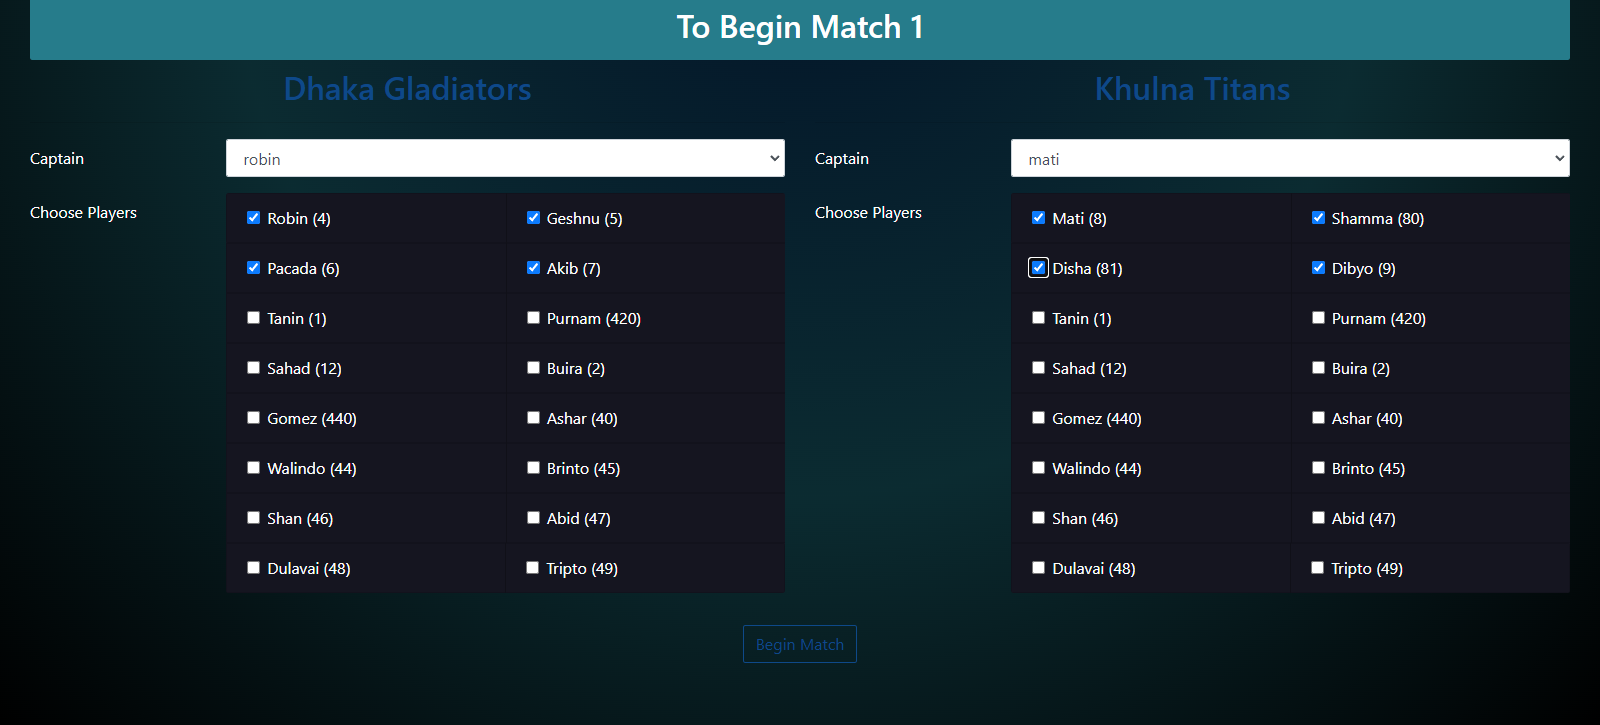 To Begin Match 1
Dhaka Gladiators
Khulna Titans
Captain
robin
Captain
mati
Choose Players
Robin (4)
Geshnu (5)
Pacada (6)
Akib (7)
Tanin (1)
Purnam (420)
Sahad (12)
Buira (2)
Gomez (440)
Ashar (40)
Walindo (44)
Brinto (45)
Shan (46)
Abid (47)
Dulavai (48)
Tripto (49)
Choose Players
Mati (8)
Shamma (80)
Disha (81)
Dibyo (9)
Tanin (1)
Purnam (420)
Sahad (12)
Buira (2)
Gomez (440)
Ashar (40)
Walindo (44)
Brinto (45)
Shan (46)
Abid (47)
Dulavai (48)
Tripto (49)
Begin Match